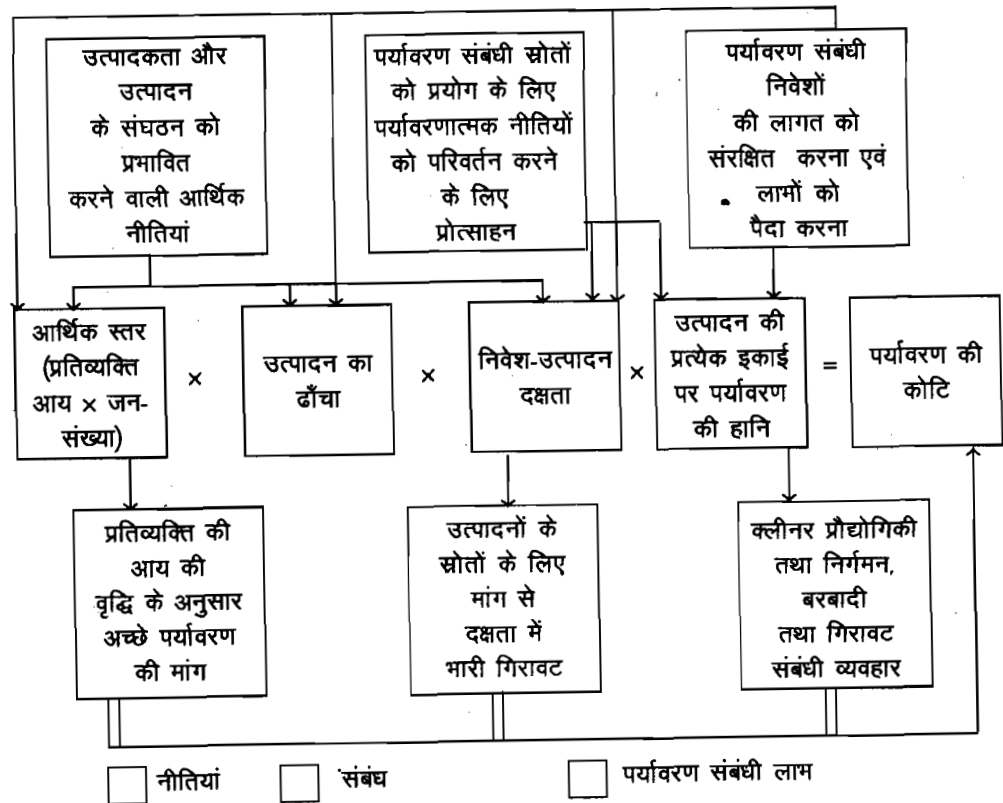 उत्पादकता और
उत्पादन
के संघठन को
प्रभावित
करने वाली आर्थिक
नीतियां
पर्यावरण संबंधी स्रोतों
को प्रयोग के लिए
पर्यावरणात्मक नीतियों
को परिवर्तन करने
के लिए
प्रोत्साहन
पर्यावरण संबंधी
निवेशों
की लागत को
संरक्षित करना एवं
लाभों को
पैदा करना
आर्थिक स्तर
(प्रतिव्यक्ति
आय × जन-
संख्या)
×
उत्पादन का
ढाँचा
×
निवेश-उत्पादन
दक्षता
×
उत्पादन की
प्रत्येक इकाई
पर पर्यावरण
की हानि
=
पर्यावरण की
कोटि
प्रतिव्यक्ति की
आय की
वृद्धि के अनुसार
अच्छे पर्यावरण
की मांग
उत्पादनों के
स्रोतों के लिए
मांग से
दक्षता में
भारी गिरावट
क्लीनर प्रौद्योगिकी
तथा निर्गमन,
बरबादी
तथा गिरावट
संबंधी व्यवहार
नीतियां
संबंध
पर्यावरण संबंधी लाभ